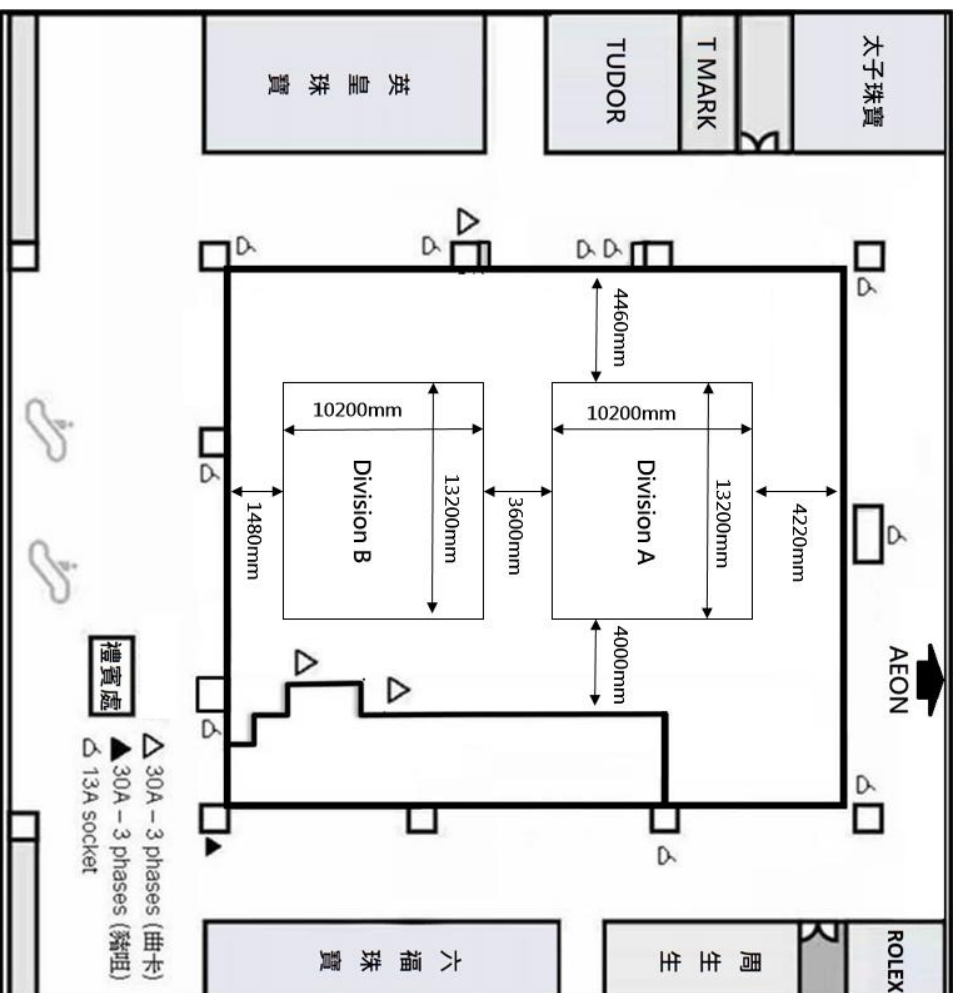 英皇珠寶
TUDOR
T MARK
太子珠寶
4460mm
10200mm
10200mm
Division B
13200mm
Division A
13200mm
1480mm
3600mm
4220mm
4000mm
AEON
禮賓處
30A – 3 phases (曲卡)
30A – 3 phases (豬咀)
13A socket
六福珠寶
周生生
ROLEX